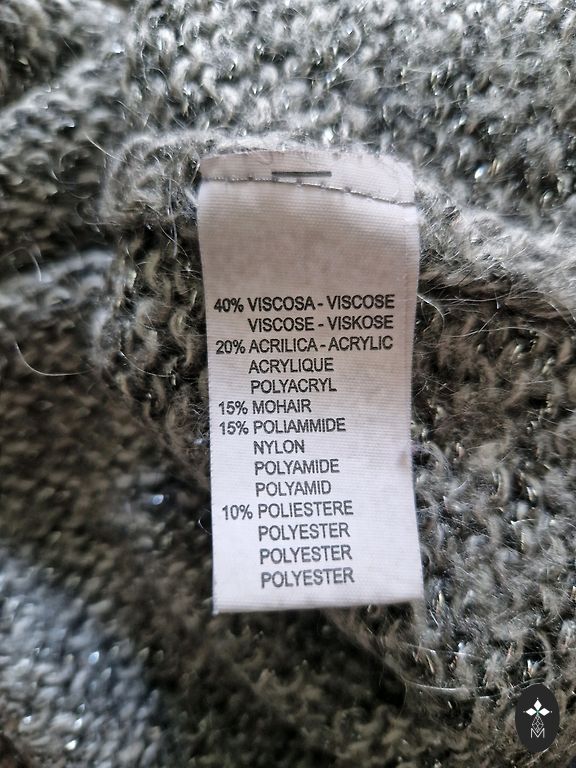 40% VISCOSA - VISCOSE
VISCOSE - VISKOSE
20% ACRILICA - ACRYLIC
ACRYLIQUE
POLYACRYL
15% MOHAIR
15% POLIAMMIDE
NYLON
POLYAMIDE
POLYAMID
10% POLIESTERE
POLYESTER
POLYESTER
POLYESTER
M